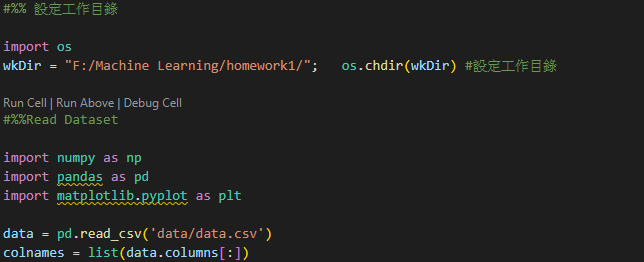 #%% 設定工作目錄
import os
wkDir = "F:/Machine Learning/homework1/";   os.chdir(wkDir) #設定工作目錄
Run Cell | Run Above | Debug Cell
#%%Read Dataset
import numpy as np
import pandas as pd
import matplotlib.pyplot as plt
data = pd.read_csv('data/data.csv')
colnames = list(data.columns[:])